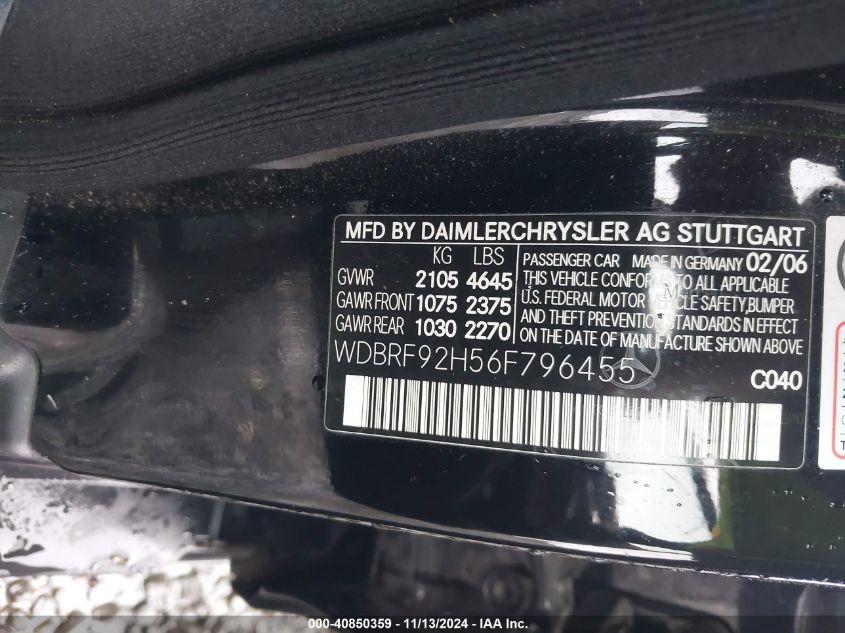 MFD BY DAIMLERCHRYSLER AG STUTTGART
KG LBS
GVWR 2105 4645
GAWR FRONT 1075 2375
GAWR REAR 1030 2270
PASSENGER CAR MADE IN GERMANY 02/06
THIS VEHICLE CONFORMS TO ALL APPLICABLE
U.S. FEDERAL MOTOR VEHICLE SAFETY, BUMPER
AND THEFT PREVENTION STANDARDS IN EFFECT
ON THE DATE OF MANUFACTURE SHOWN ABOVE
WDBRF92H56F796455
C040
000-40850359 - 11/13/2024 - IAA Inc.